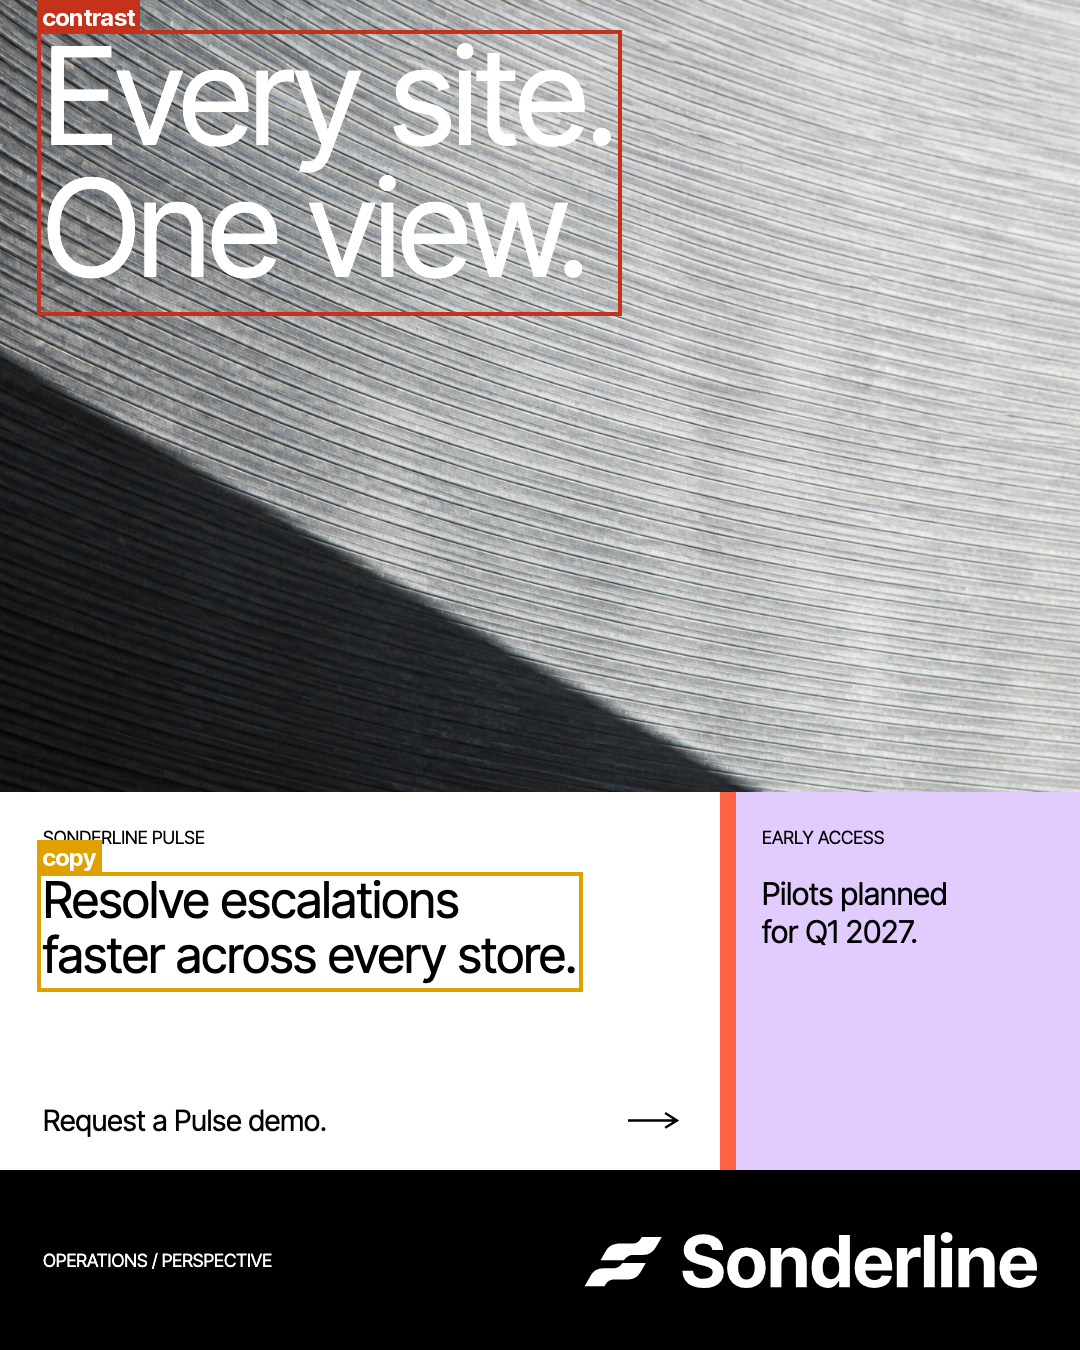 contrast
Every site.
One view.
SONDERLINE PULSE
copy
Resolve escalations
faster across every store.
Request a Pulse demo.
EARLY ACCESS
Pilots planned
for Q1 2027.
OPERATIONS / PERSPECTIVE
Sonderline